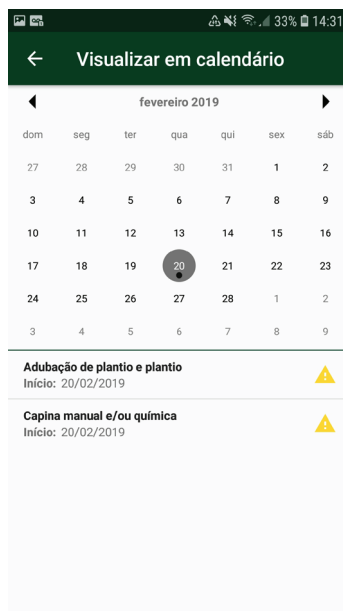 33% 14:31
Visualizar em calendário
fevereiro 2019
dom seg ter qua qui sex sáb
27 28 29 30 31 1 2
3 4 5 6 7 8 9
10 11 12 13 14 15 16
17 18 19 20 21 22 23
24 25 26 27 28 1 2
3 4 5 6 7 8 9
Adubação de plantio e plantio
Início: 20/02/2019
Capina manual e/ou química
Início: 20/02/2019